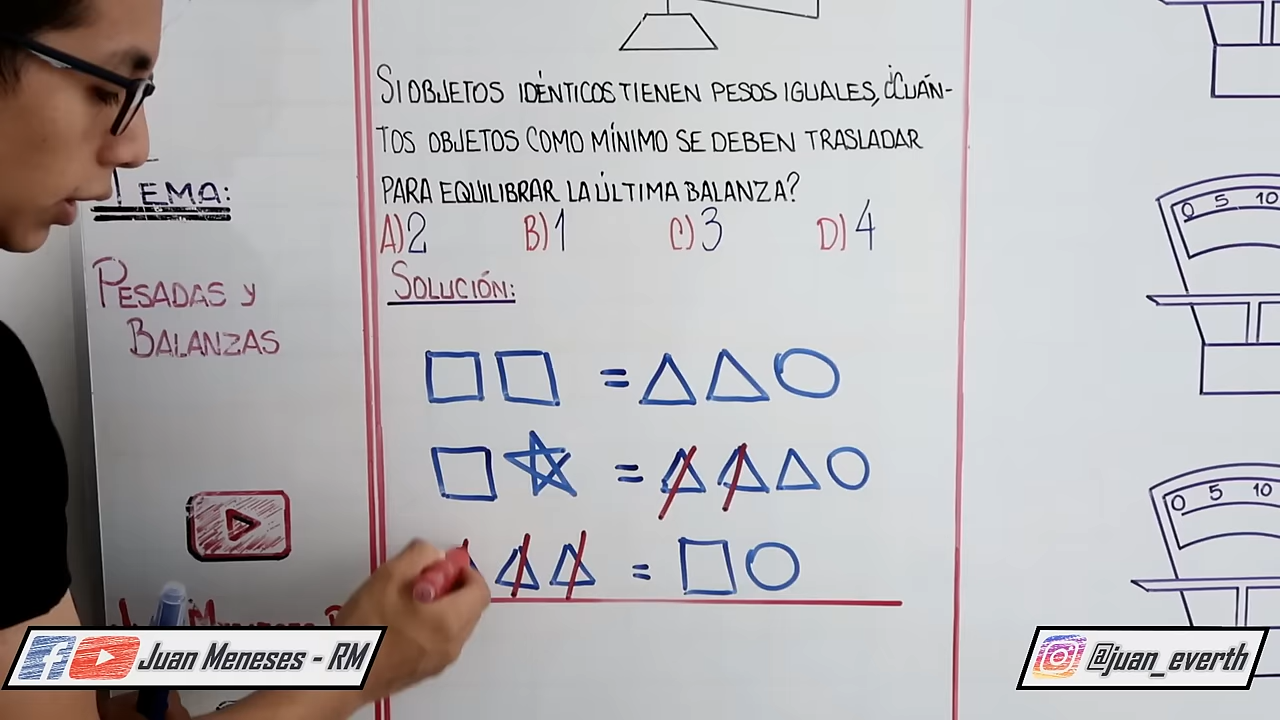 SI OBJETOS IDÉNTICOS TIENEN PESOS IGUALES, ¿CUÁN-
TOS OBJETOS COMO MÍNIMO SE DEBEN TRASLADAR
PARA EQUILIBRAR LA ÚLTIMA BALANZA?
A) 2 B) 1 C) 3 D) 4
SOLUCIÓN:
=
=
=
TEMA:
PESADAS Y
BALANZAS
0 5 10
0 5 10
Juan Meneses - RM
@juan_everth